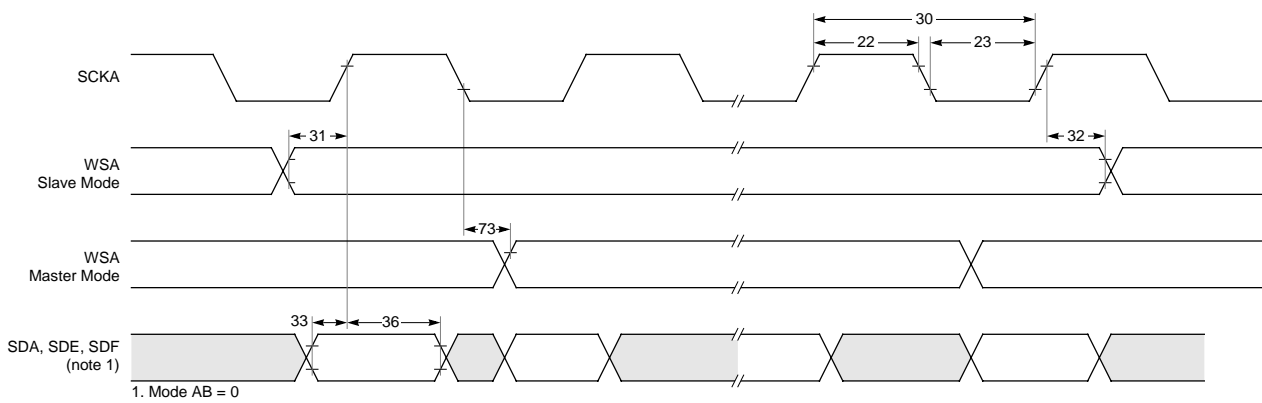 30
22
23
SCKA
31
32
WSA
Slave Mode
73
WSA
Master Mode
33
36
SDA, SDE, SDF
(note 1)
1. Mode AB = 0